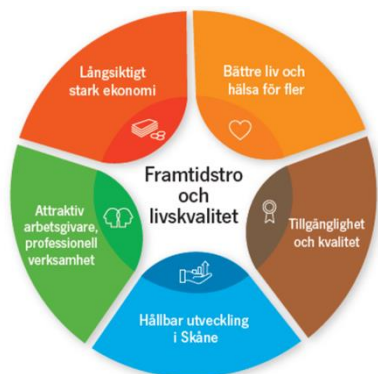 Långsiktigt
stark ekonomi
Bättre liv och
hälsa för fler
Framtidstro
och
livskvalitet
Attraktiv
arbetsgivare,
professionell
verksamhet
Tillgänglighet
och kvalitet
Hållbar utveckling
i Skåne